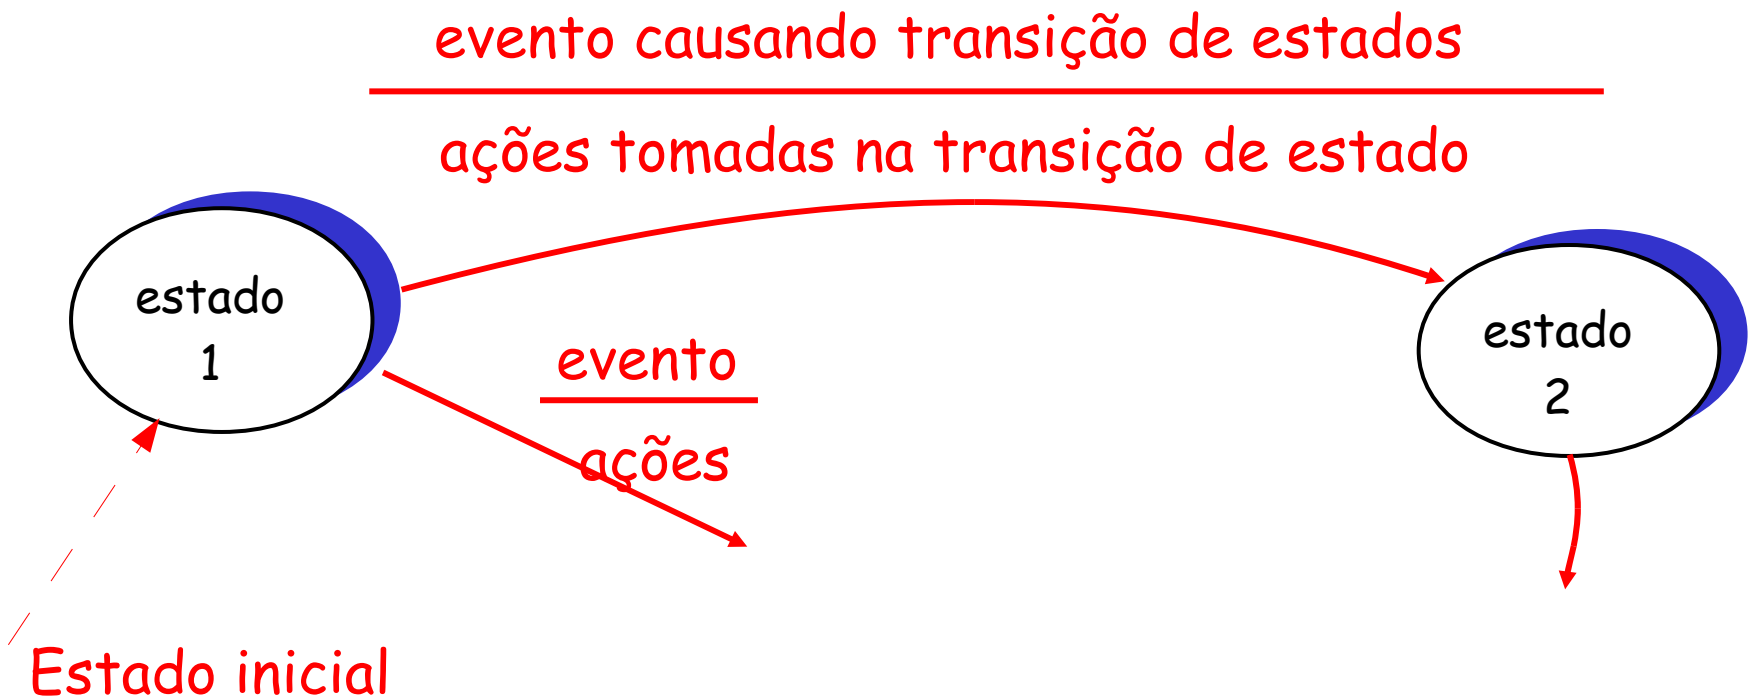 evento causando transição de estados
ações tomadas na transição de estado
estado
1
estado
2
evento
ações
Estado inicial